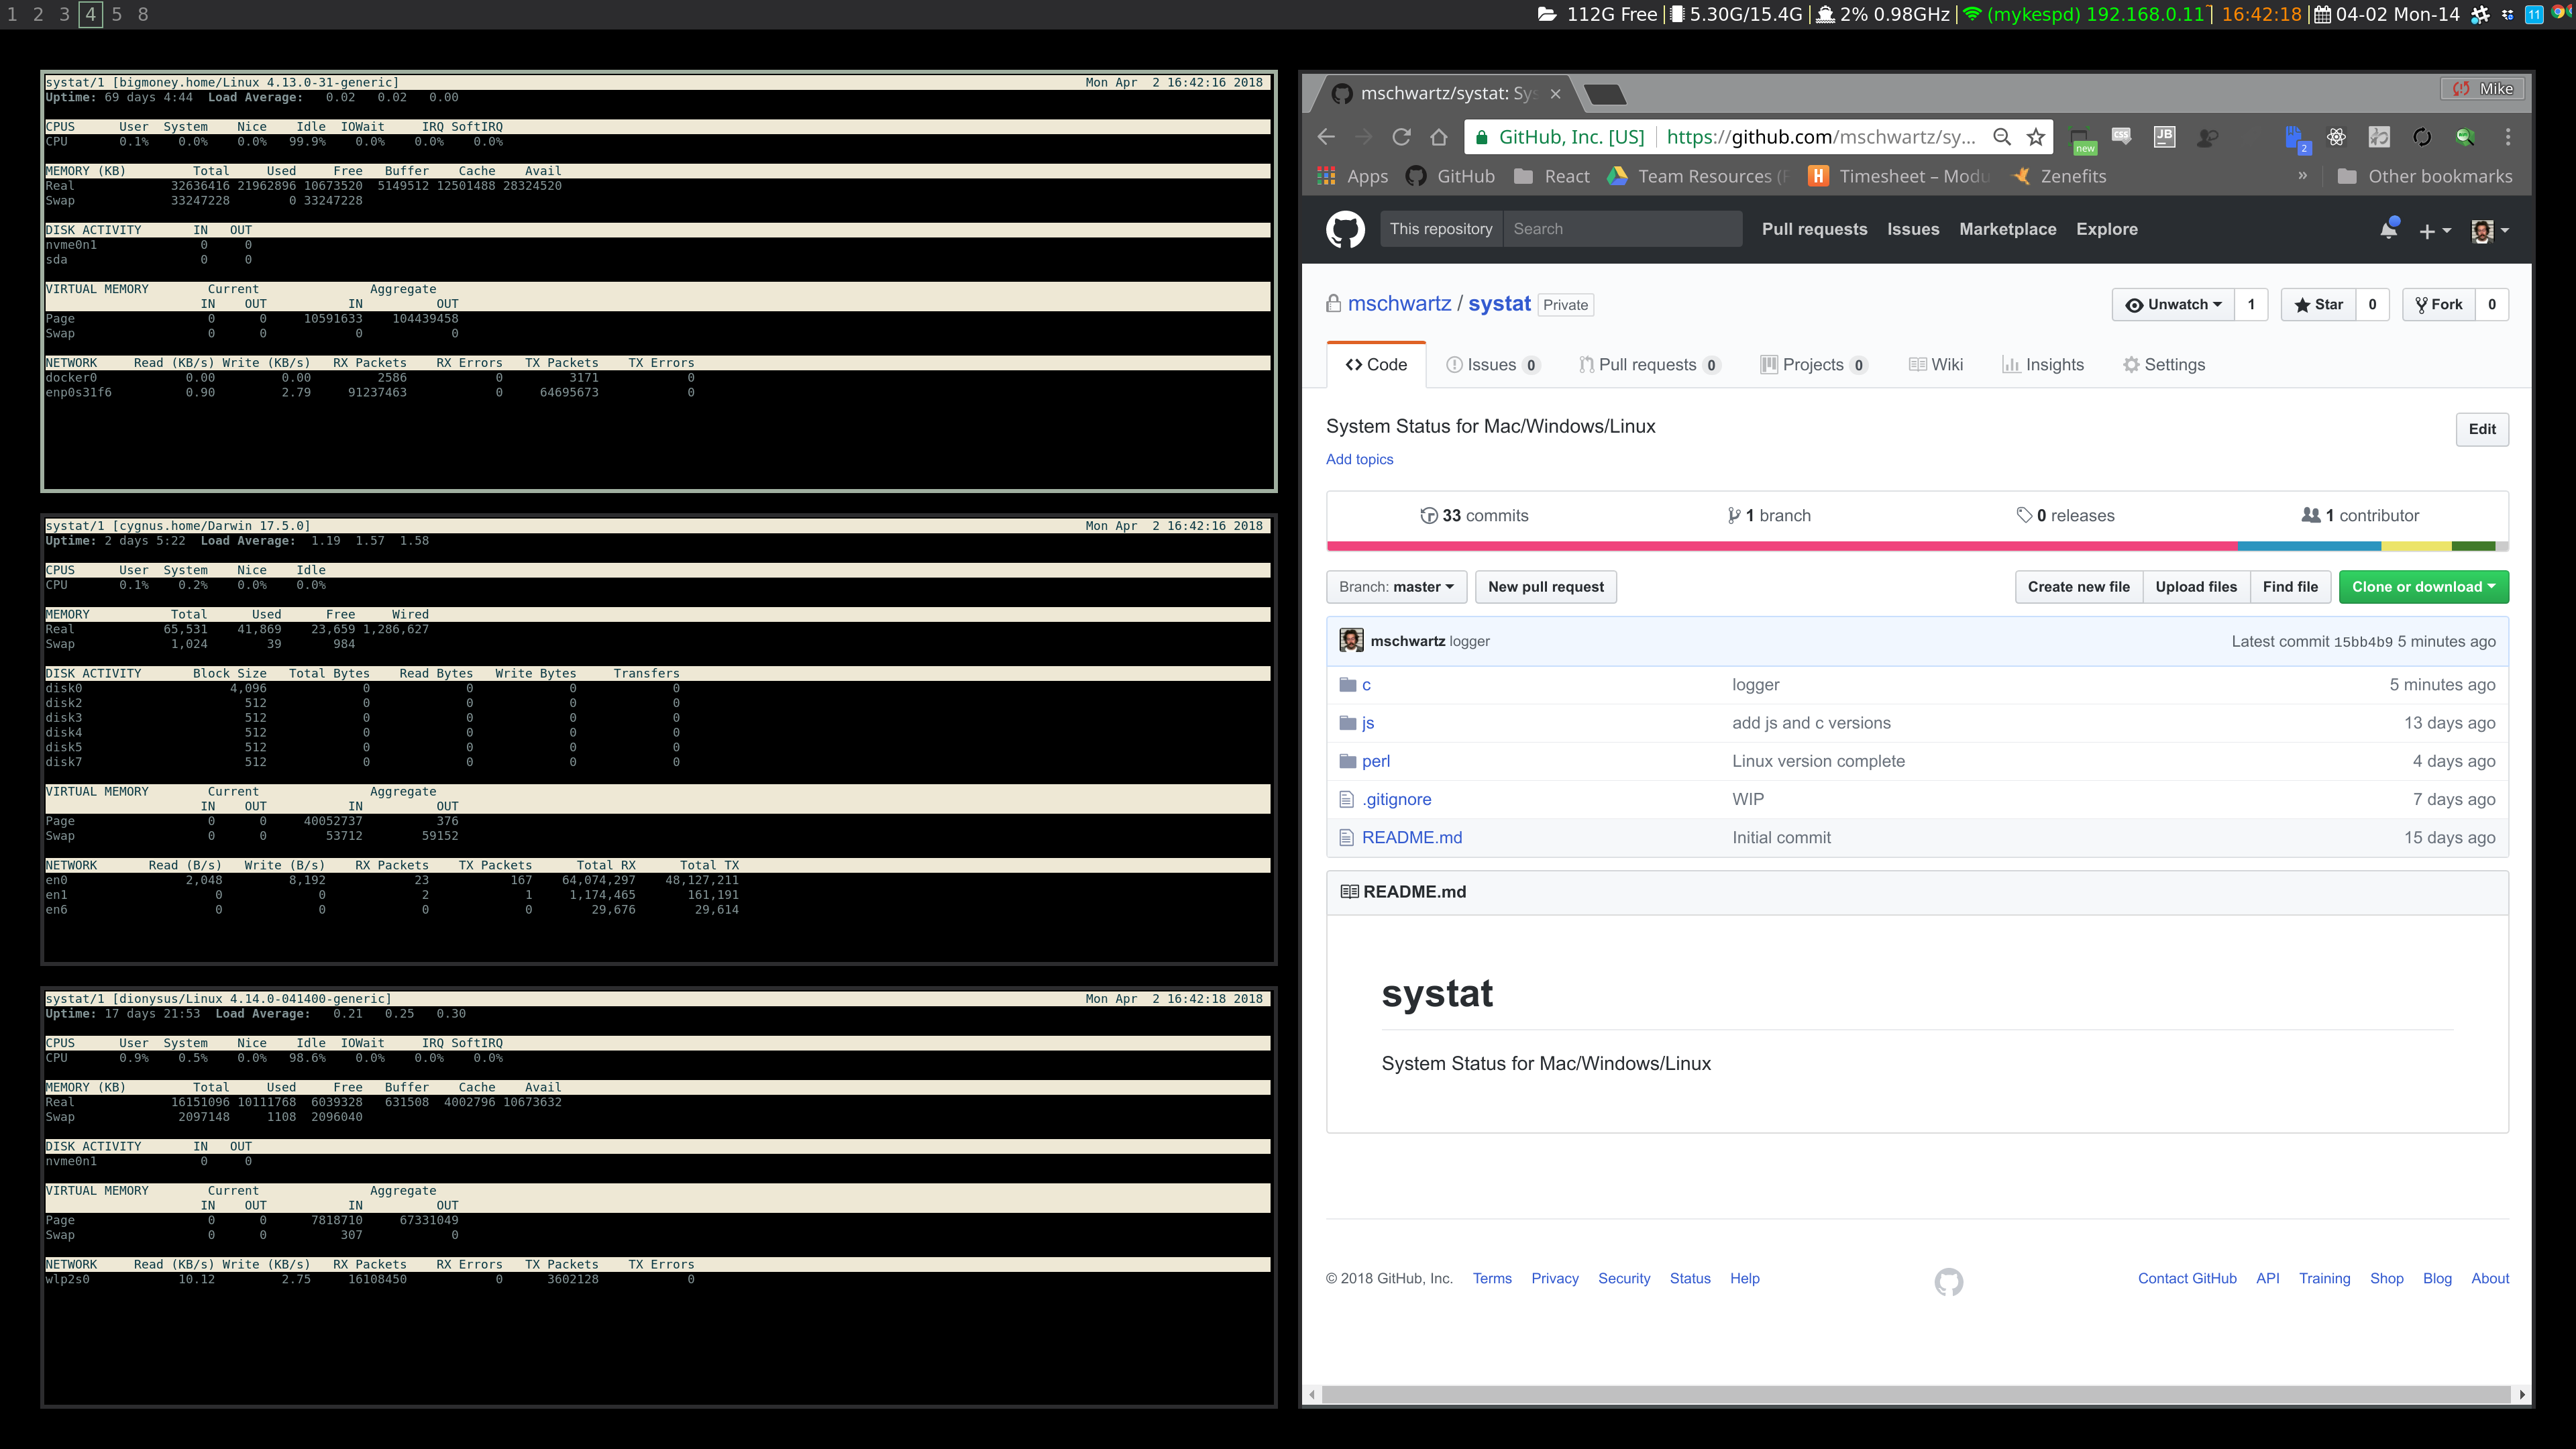 1 2 3 4 5 8
112G Free 5.30G/15.4G 2% 0.98GHz (mykespd) 192.168.0.11 16:42:18 04-02 Mon-14 11
systat/1 [bigmoney.home/Linux 4.13.0-31-generic] Mon Apr 2 16:42:16 2018
Uptime: 69 days 4:44 Load Average: 0.02 0.02 0.00
CPUS User System Nice Idle IOWait IRQ SoftIRQ
CPU 0.1% 0.0% 0.0% 99.9% 0.0% 0.0% 0.0%
MEMORY (KB) Total Used Free Buffer Cache Avail
Real 32636416 21962896 10673520 5149512 12501488 28324520
Swap 33247228 0 33247228
DISK ACTIVITY IN OUT
nvme0n1 0 0
sda 0 0
VIRTUAL MEMORY Current Aggregate
IN OUT IN OUT
Page 0 0 10591633 104439458
Swap 0 0 0 0
NETWORK Read (KB/s) Write (KB/s) RX Packets RX Errors TX Packets TX Errors
docker0 0.00 0.00 2586 0 3171 0
enp0s31f6 0.90 2.79 91237463 0 64695673 0
systat/1 [cygnus.home/Darwin 17.5.0] Mon Apr 2 16:42:16 2018
Uptime: 2 days 5:22 Load Average: 1.19 1.57 1.58
CPUS User System Nice Idle
CPU 0.1% 0.2% 0.0% 0.0%
MEMORY Total Used Free Wired
Real 65,531 41,869 23,659 1,286,627
Swap 1,024 39 984
DISK ACTIVITY Block Size Total Bytes Read Bytes Write Bytes Transfers
disk0 4,096 0 0 0 0
disk2 512 0 0 0 0
disk3 512 0 0 0 0
disk4 512 0 0 0 0
disk5 512 0 0 0 0
disk7 512 0 0 0 0
VIRTUAL MEMORY Current Aggregate
IN OUT IN OUT
Page 0 0 40052737 376
Swap 0 0 53712 59152
NETWORK Read (B/s) Write (B/s) RX Packets TX Packets Total RX Total TX
en0 2,048 8,192 23 167 64,074,297 48,127,211
en1 0 0 2 1 1,174,465 161,191
en6 0 0 0 0 29,676 29,614
systat/1 [dionysus/Linux 4.14.0-041400-generic] Mon Apr 2 16:42:18 2018
Uptime: 17 days 21:53 Load Average: 0.21 0.25 0.30
CPUS User System Nice Idle IOWait IRQ SoftIRQ
CPU 0.9% 0.5% 0.0% 98.6% 0.0% 0.0% 0.0%
MEMORY (KB) Total Used Free Buffer Cache Avail
Real 16151096 10111768 6039328 631508 4002796 10673632
Swap 2097148 1108 2096040
DISK ACTIVITY IN OUT
nvme0n1 0 0
VIRTUAL MEMORY Current Aggregate
IN OUT IN OUT
Page 0 0 7818710 67331049
Swap 0 0 307 0
NETWORK Read (KB/s) Write (KB/s) RX Packets RX Errors TX Packets TX Errors
wlp2s0 10.12 2.75 16108450 0 3602128 0
mschwartz/systat: Sys Mike
GitHub, Inc. [US] https://github.com/mschwartz/sy... new CSS JB 2
Apps GitHub React Team Resources (F Timesheet – Modu Zenefits » Other bookmarks
This repository Search Pull requests Issues Marketplace Explore
mschwartz / systat Private Unwatch 1 Star 0 Fork 0
Code Issues 0 Pull requests 0 Projects 0 Wiki Insights Settings
System Status for Mac/Windows/Linux Edit
Add topics
33 commits 1 branch 0 releases 1 contributor
Branch: master New pull request Create new file Upload files Find file Clone or download
mschwartz logger Latest commit 15bb4b9 5 minutes ago
c logger 5 minutes ago
js add js and c versions 13 days ago
perl Linux version complete 4 days ago
.gitignore WIP 7 days ago
README.md Initial commit 15 days ago
README.md
systat
System Status for Mac/Windows/Linux
© 2018 GitHub, Inc. Terms Privacy Security Status Help Contact GitHub API Training Shop Blog About